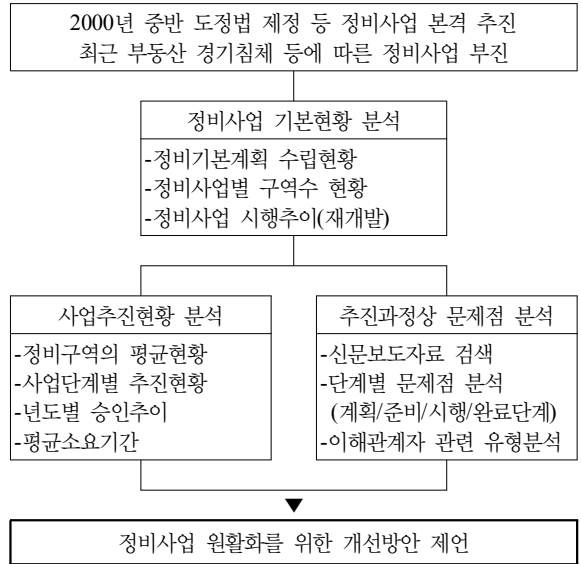 2000년 중반 도정법 제정 등 정비사업 본격 추진
최근 부동산 경기침체 등에 따른 정비사업 부진
정비사업 기본현황 분석
-정비기본계획 수립현황
-정비사업별 구역수 현황
-정비사업 시행추이(재개발)
사업추진현황 분석
-정비구역의 평균현황
-사업단계별 추진현황
-년도별 승인추이
-평균소요기간
추진과정상 문제점 분석
-신문보도자료 검색
-단계별 문제점 분석
(계획/준비/시행/완료단계)
-이해관계자 관련 유형분석
정비사업 원활화를 위한 개선방안 제언